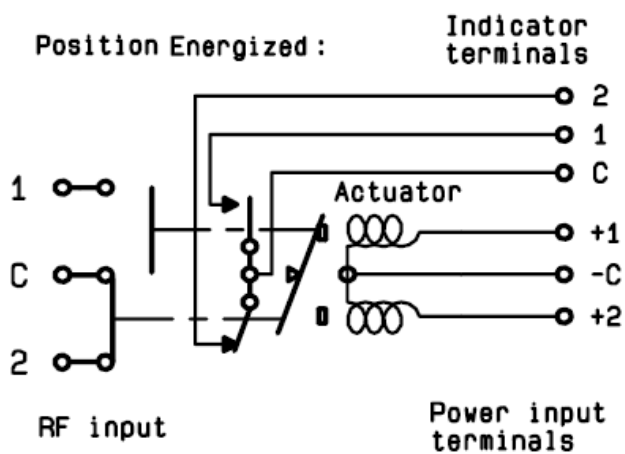 Position Energized :
Indicator
terminals
2
1
C
1
Actuator
+1
C
-C
+2
2
RF input
Power input
terminals